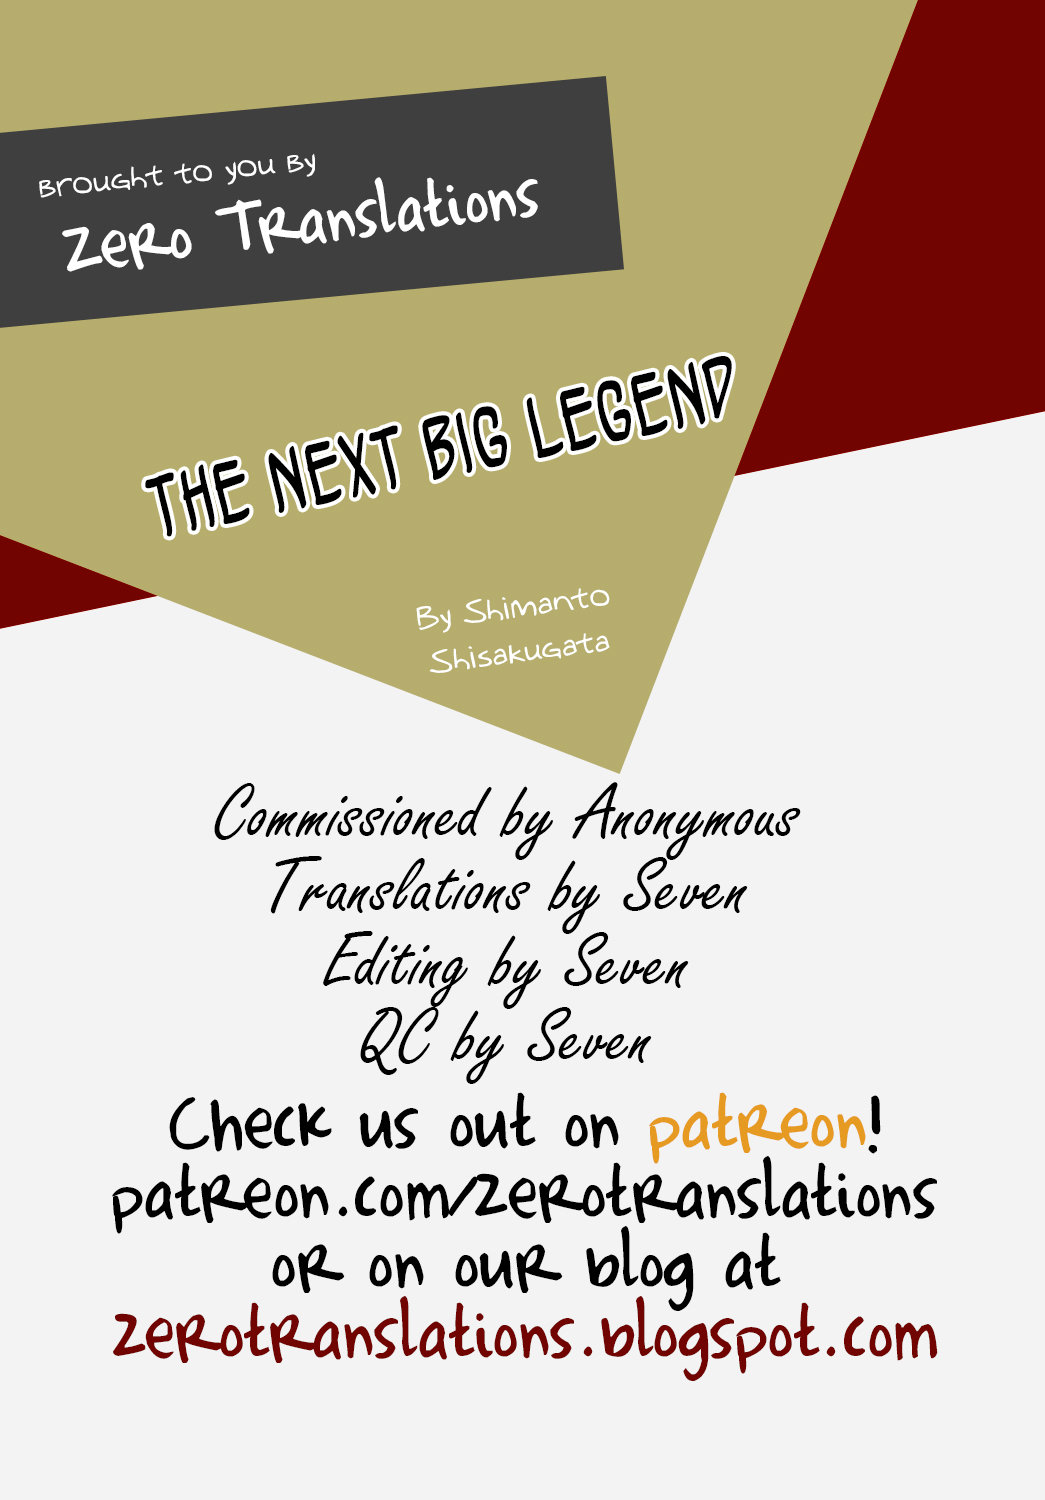 Brought to you by
Zero Translations
THE NEXT BIG LEGEND
By Shimanto
Shisakugata
Commissioned by Anonymous
Translations by Seven
Editing by Seven
QC by Seven
Check us out on patreon!
patreon.com/zerotranslations
or on our blog at
zerotranslations.blogspot.com